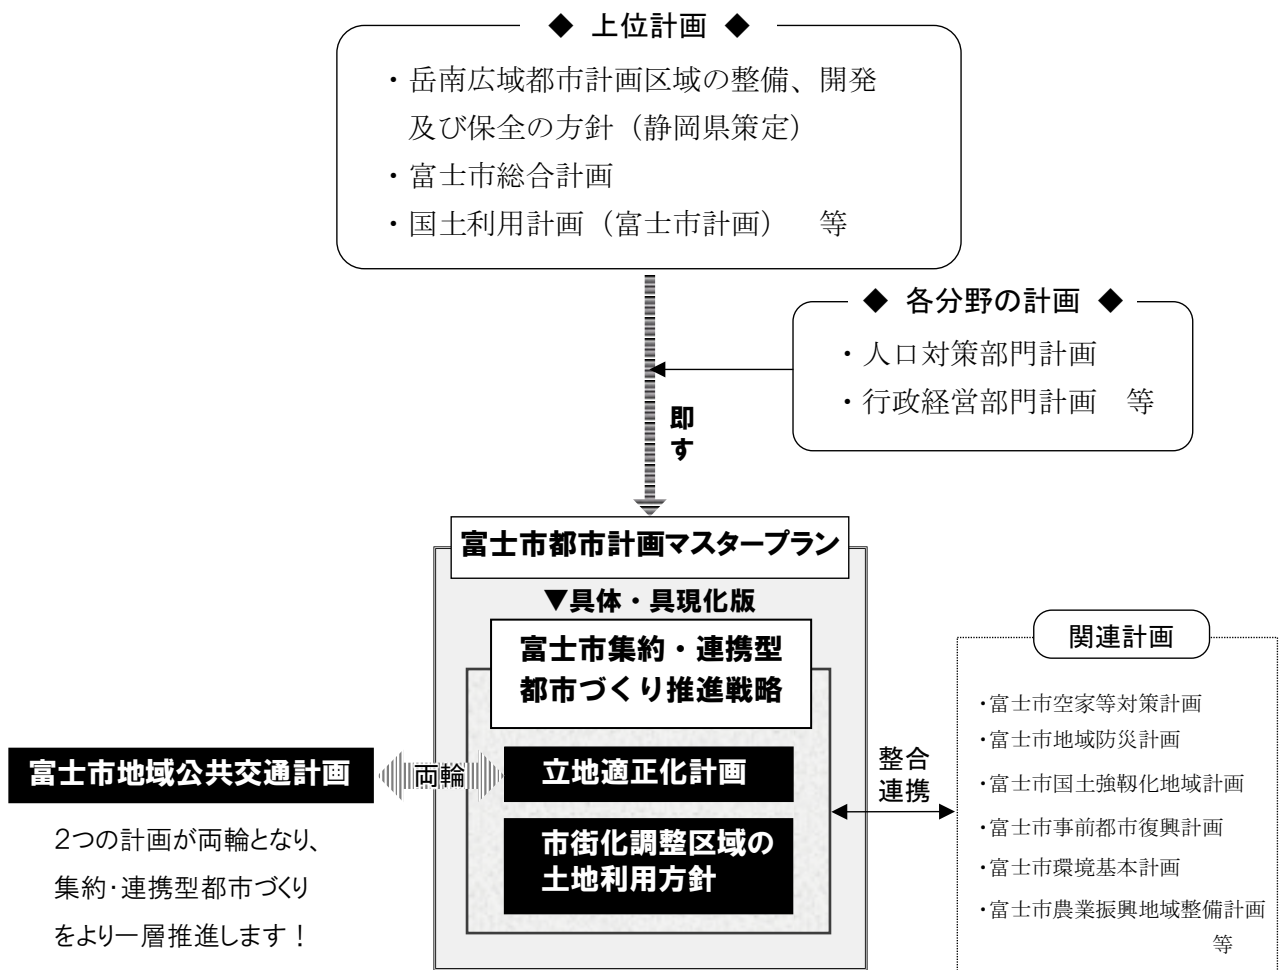 ◆ 上位計画 ◆
・岳南広域都市計画区域の整備、開発
及び保全の方針（静岡県策定）
・富士市総合計画
・国土利用計画（富士市計画）　等
◆ 各分野の計画 ◆
・人口対策部門計画
・行政経営部門計画　等
即す
富士市都市計画マスタープラン
▼具体・具現化版
富士市集約・連携型
都市づくり推進戦略
立地適正化計画
市街化調整区域の
土地利用方針
富士市地域公共交通計画
両輪
2つの計画が両輪となり、
集約・連携型都市づくり
をより一層推進します！
整合
連携
関連計画
・富士市空家等対策計画
・富士市地域防災計画
・富士市国土強靱化地域計画
・富士市事前都市復興計画
・富士市環境基本計画
・富士市農業振興地域整備計画
等